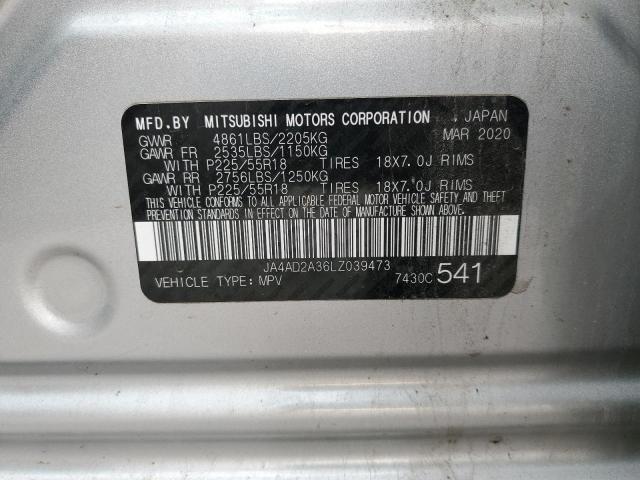 MFD.BY MITSUBISHI MOTORS CORPORATION JAPAN
GVWR 4861LBS/2205KG MAR 2020
GAWR FR 2535LBS/1150KG
WITH P225/55R18 TIRES 18X7.0J RIMS
GAWR RR 2756LBS/1250KG
WITH P225/55R18 TIRES 18X7.0J RIMS
THIS VEHICLE CONFORMS TO ALL APPLICABLE FEDERAL MOTOR VEHICLE SAFETY AND THEFT
PREVENTION STANDARDS IN EFFECT ON THE DATE OF MANUFACTURE SHOWN ABOVE.
JA4AD2A36LZ039473
VEHICLE TYPE: MPV 7430C 541